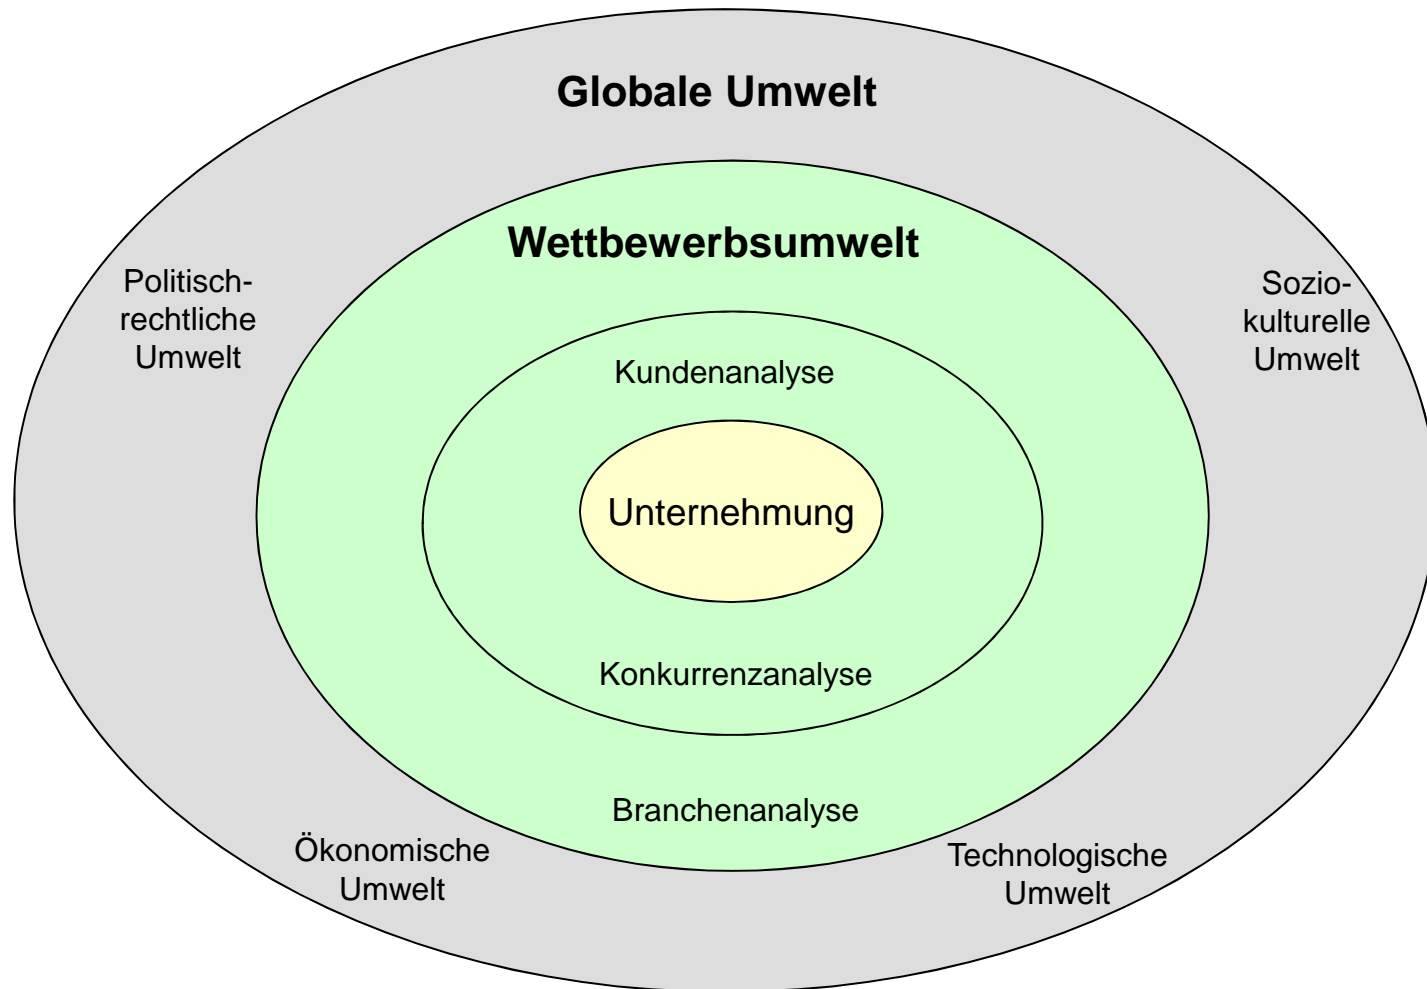 Globale Umwelt
Wettbewerbsumwelt
Politisch-
rechtliche
Umwelt
Sozio-
kulturelle
Umwelt
Kundenanalyse
Unternehmung
Konkurrenzanalyse
Branchenanalyse
Ökonomische
Umwelt
Technologische
Umwelt